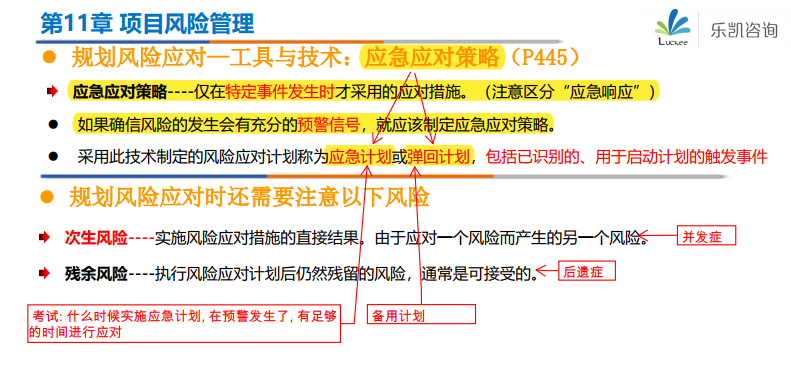 第11章 项目风险管理
Luckee 乐凯咨询
规划风险应对—工具与技术：应急应对策略（P445）
应急应对策略----仅在特定事件发生时才采用的应对措施。（注意区分“应急响应”）
如果确信风险的发生会有充分的预警信号，就应该制定应急应对策略。
采用此技术制定的风险应对计划称为应急计划或弹回计划，包括已识别的、用于启动计划的触发事件
规划风险应对时还需要注意以下风险
次生风险----实施风险应对措施的直接结果。由于应对一个风险而产生的另一个风险。
并发症
残余风险----执行风险应对计划后仍然残留的风险，通常是可接受的。
后遗症
考试: 什么时候实施应急计划, 在预警发生了, 有足够
的时间进行应对
备用计划